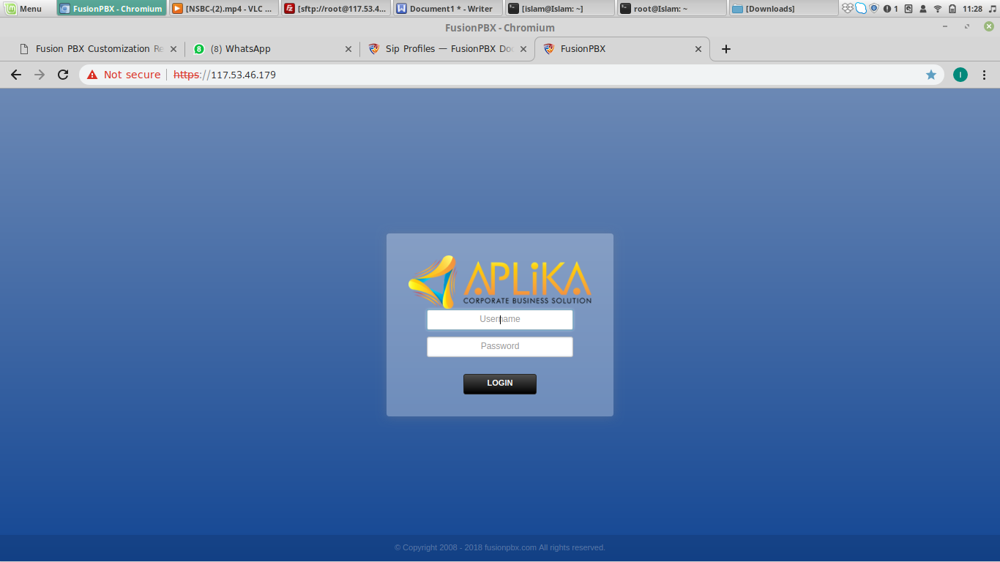 Menu FusionPBX - Chromium [NSBC-(2).mp4 - VLC ... [sftp://root@117.53.4... Document1 * - Writer [islam@Islam: ~] root@Islam: ~ [Downloads] 1 11:28
FusionPBX - Chromium
Fusion PBX Customization Re (8) WhatsApp Sip Profiles — FusionPBX Do FusionPBX
Not secure https://117.53.46.179 I
APLiKA
CORPORATE BUSINESS SOLUTION
Username
Password
LOGIN
© Copyright 2008 - 2018 fusionpbx.com All rights reserved.